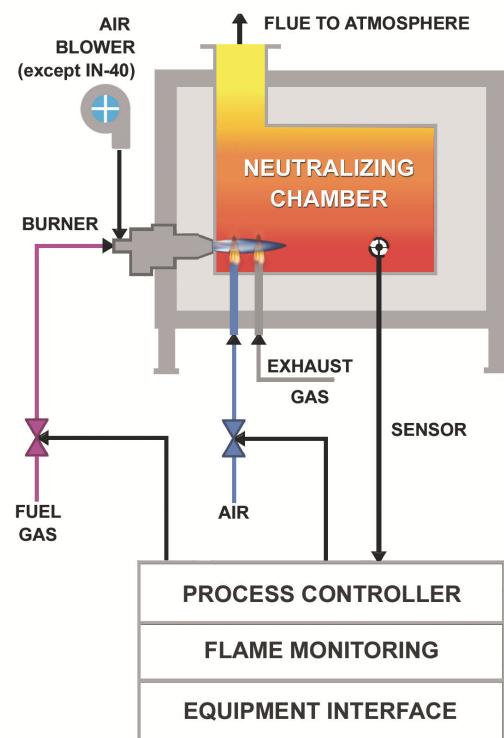 FLUE TO ATMOSPHERE
AIR
BLOWER
(except IN-40)
NEUTRALIZING
CHAMBER
BURNER
EXHAUST
GAS
SENSOR
FUEL
GAS
AIR
PROCESS CONTROLLER
FLAME MONITORING
EQUIPMENT INTERFACE